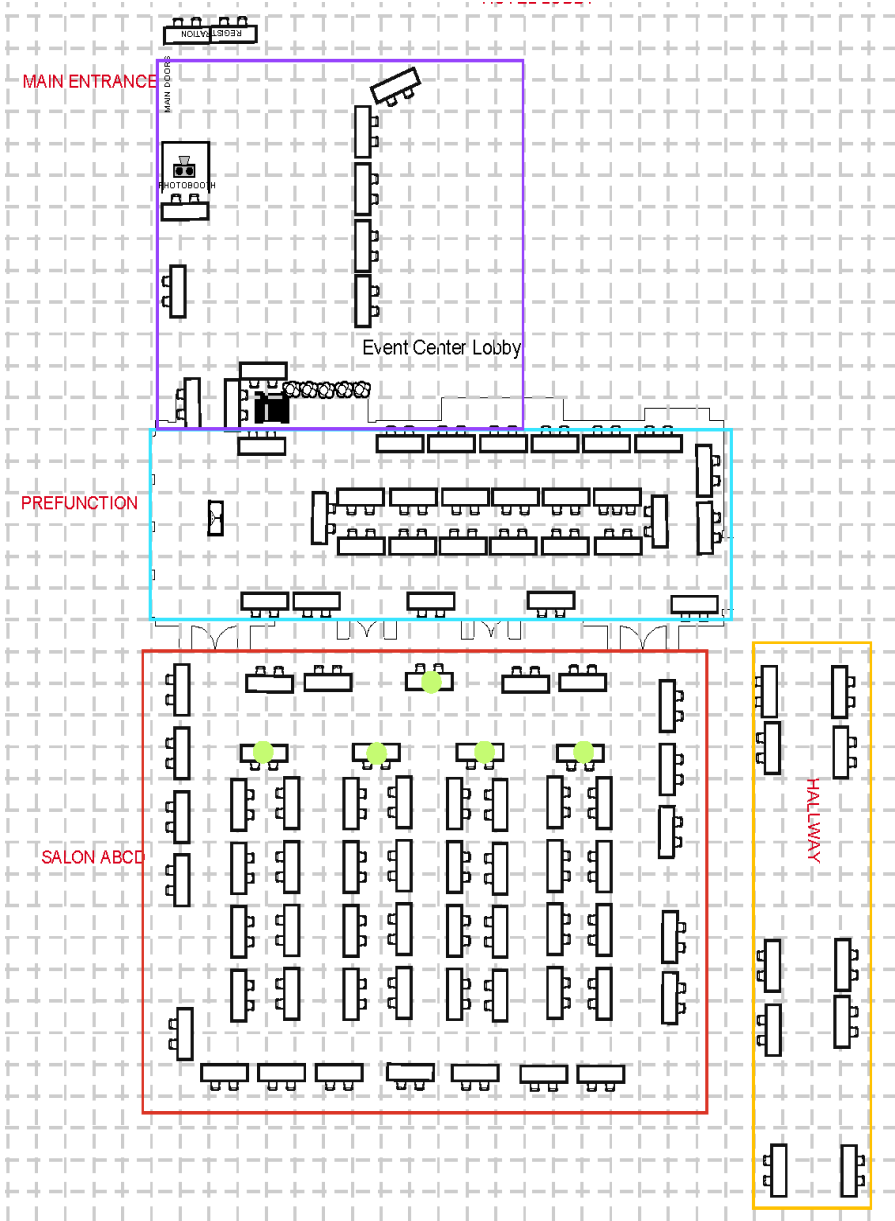 REGISTRATION
MAIN ENTRANCE
MAIN DOORS
PHOTOBOOTH
Event Center Lobby
PREFUNCTION
HALLWAY
SALON ABCD